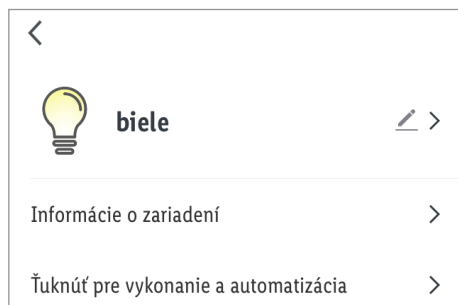 biele
Informácie o zariadení
Ťuknúť pre vykonanie a automatizácia